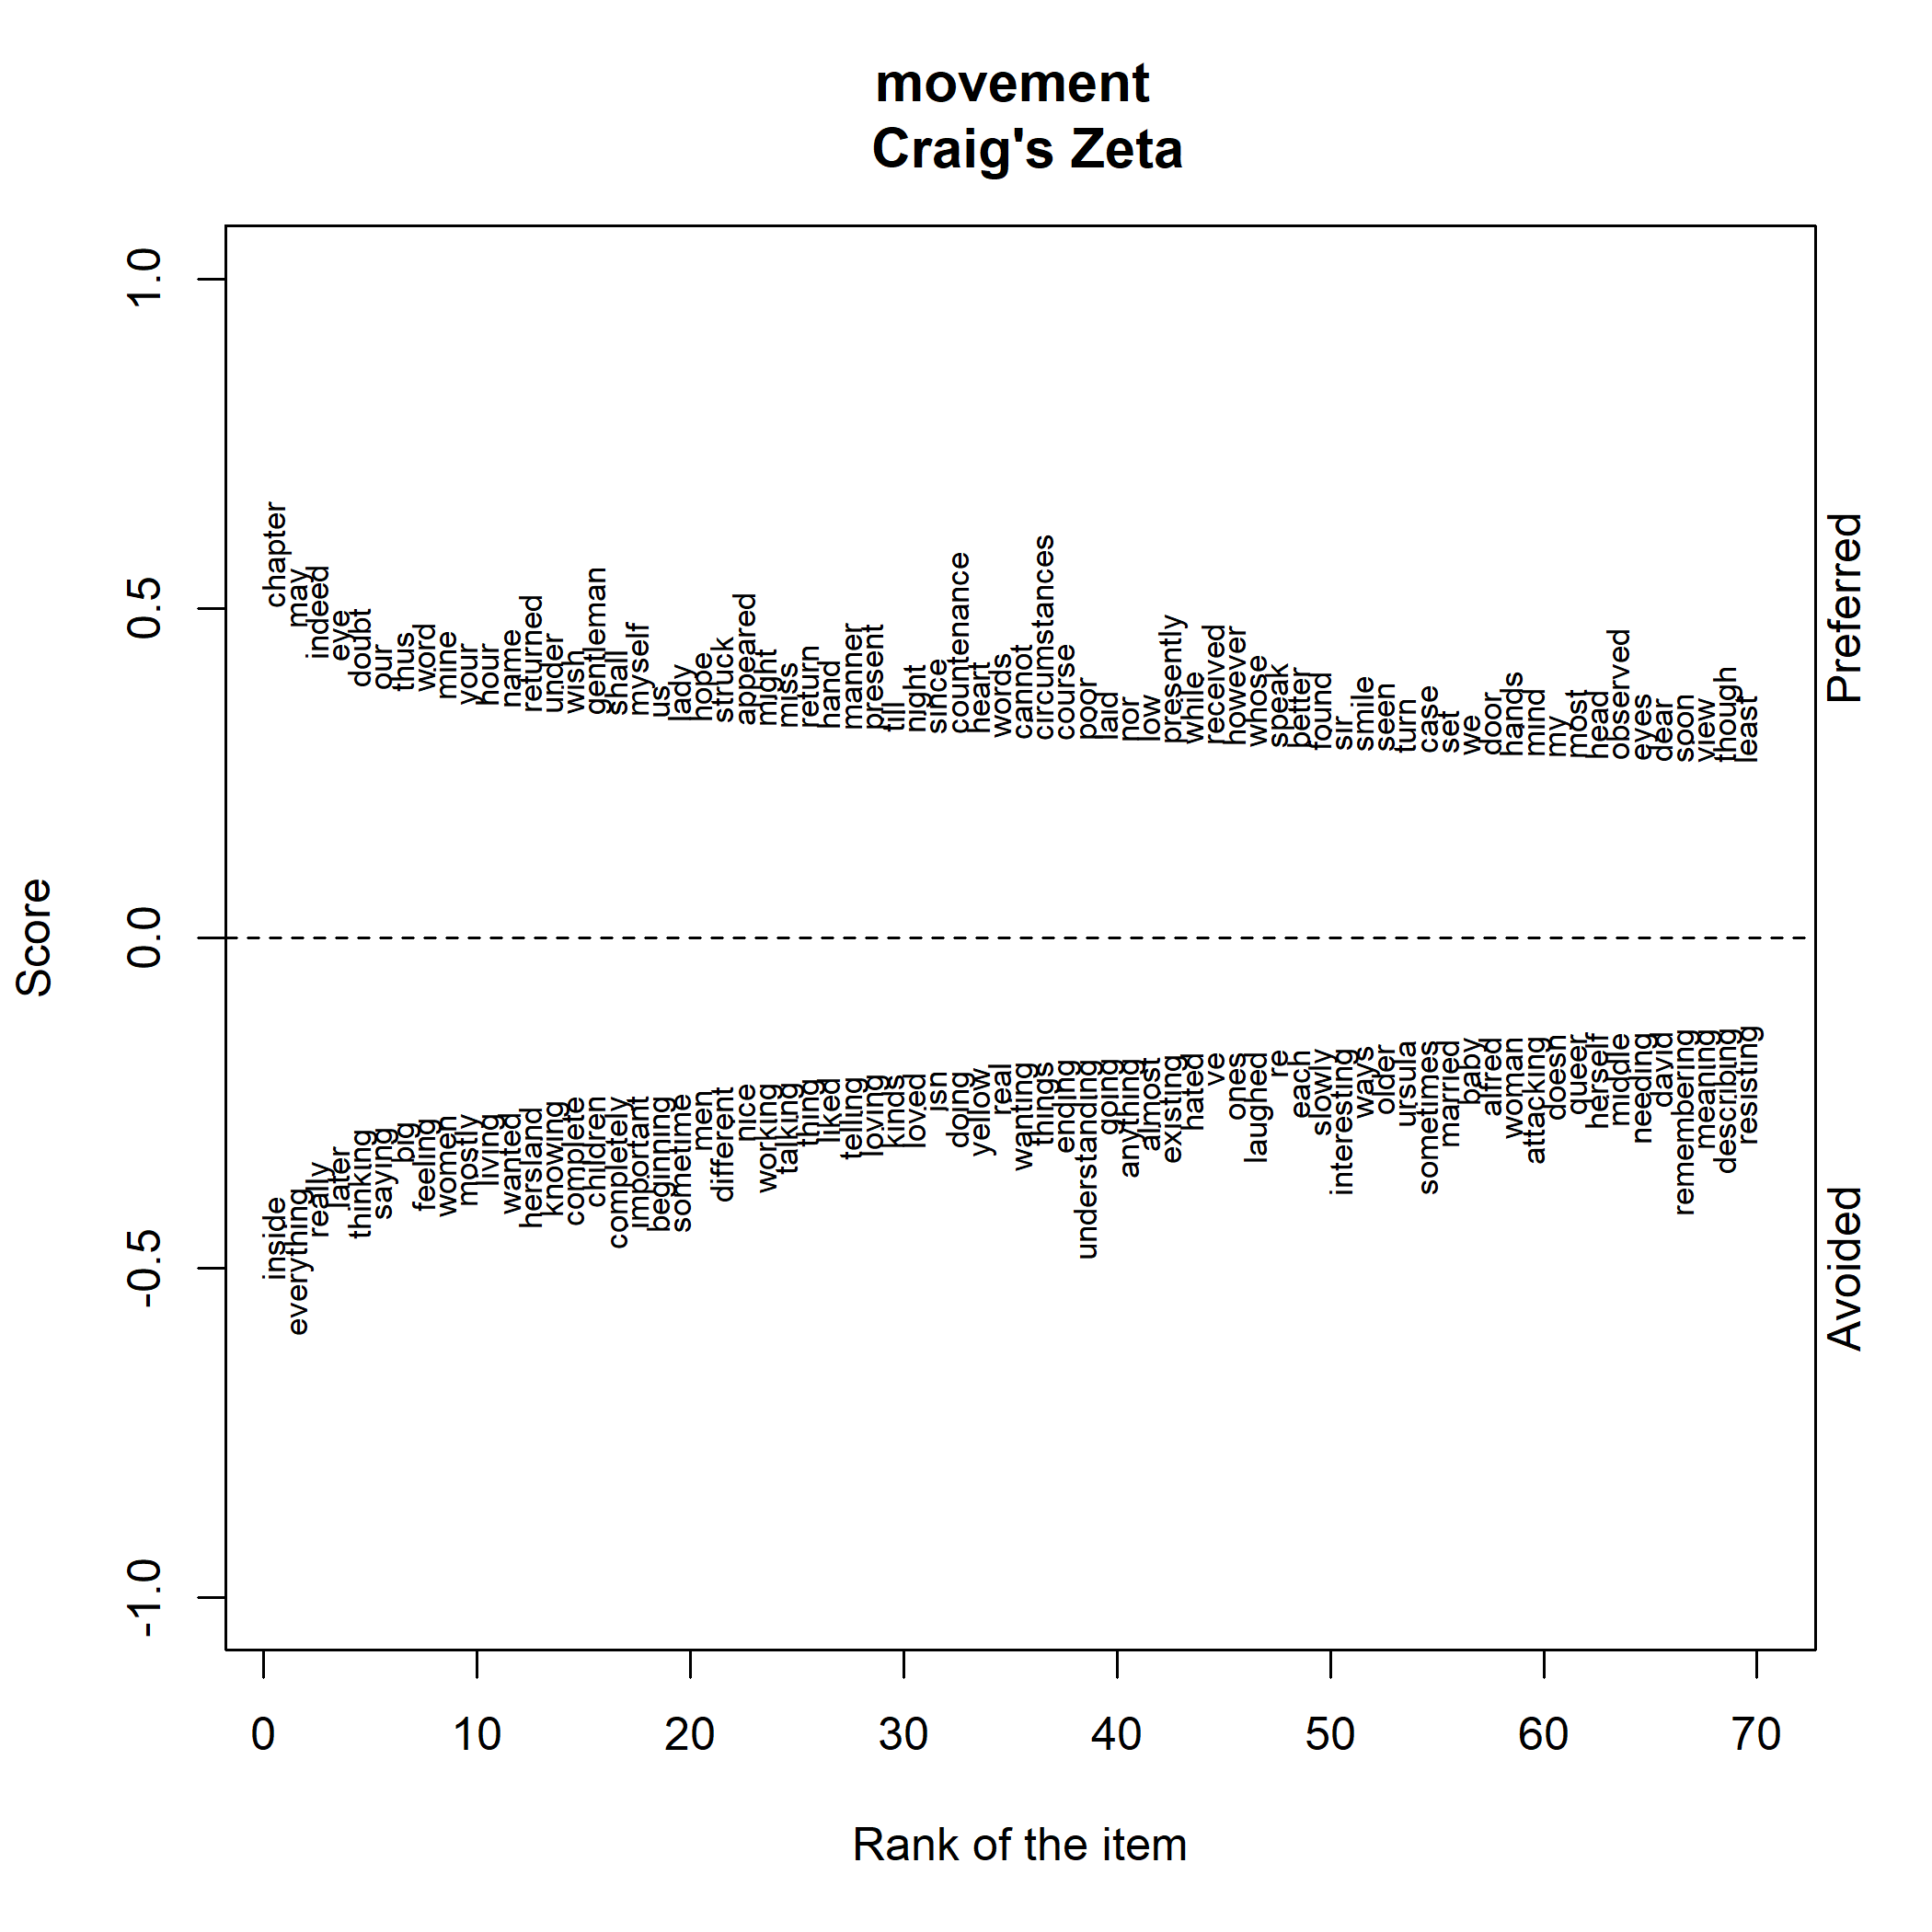 movement
Craig's Zeta
Score
1.0
0.5
0.0
-0.5
-1.0
chapter
may
indeed
eye
doubt
our
thus
word
mine
your
hour
name
returned
under
wish
gentleman
shall
myself
us
lady
hope
struck
appeared
might
miss
return
hand
manner
present
till
night
since
countenance
heart
words
cannot
circumstances
course
poor
laid
nor
low
presently
while
received
however
whose
speak
better
found
sir
smile
seen
turn
case
set
we
door
hands
mind
my
most
head
observed
eyes
dear
soon
view
though
least
inside
everything
really
later
thinking
saying
big
feeling
women
mostly
living
wanted
hersland
knowing
complete
children
completely
important
beginning
sometime
men
different
nice
working
talking
thing
liked
telling
loving
kinds
loved
isn
doing
yellow
real
wanting
things
ending
understanding
going
anything
almost
existing
hated
ve
ones
laughed
re
each
slowly
interesting
ways
older
ursula
sometimes
married
baby
alfred
woman
attacking
doesn
queer
herself
middle
needing
david
remembering
meaning
describing
resisting
Preferred
Avoided
0 10 20 30 40 50 60 70
Rank of the item